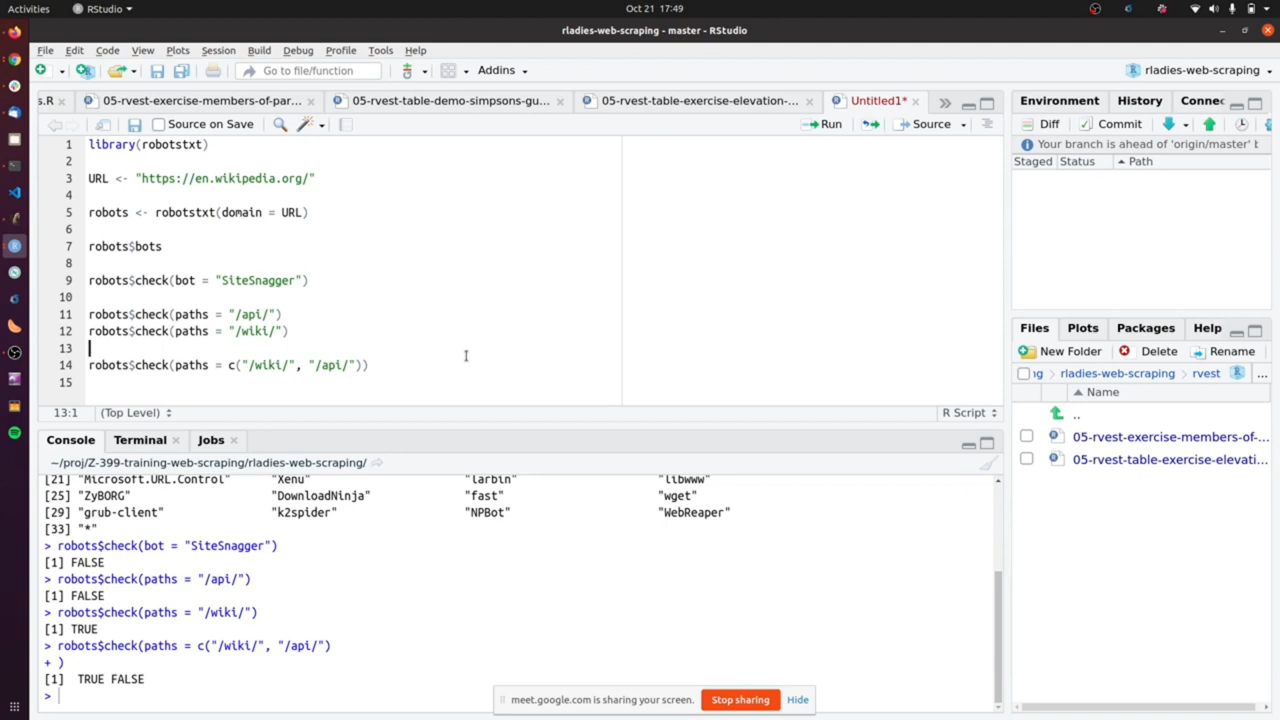 Activities RStudio Oct 21 17:49
rladies-web-scraping - master - RStudio
File Edit Code View Plots Session Build Debug Profile Tools Help
Go to file/function Addins rladies-web-scraping
s.R 05-rvest-exercise-members-of-par... 05-rvest-table-demo-simpsons-gu... 05-rvest-table-exercise-elevation-... Untitled1*
Source on Save Run Source
1 library(robotstxt)
2
3 URL <- "https://en.wikipedia.org/"
4
5 robots <- robotstxt(domain = URL)
6
7 robots$bots
8
9 robots$check(bot = "SiteSnagger")
10
11 robots$check(paths = "/api/")
12 robots$check(paths = "/wiki/")
13
14 robots$check(paths = c("/wiki/", "/api/"))
15
13:1 (Top Level) R Script
Console Terminal Jobs
~/proj/Z-399-training-web-scraping/rladies-web-scraping/
[21] "Microsoft.URL.Control" "Xenu" "larbin" "libwww"
[25] "ZyBORG" "DownloadNinja" "fast" "wget"
[29] "grub-client" "k2spider" "NPBot" "WebReaper"
[33] "*"
> robots$check(bot = "SiteSnagger")
[1] FALSE
> robots$check(paths = "/api/")
[1] FALSE
> robots$check(paths = "/wiki/")
[1] TRUE
> robots$check(paths = c("/wiki/", "/api/")
+ )
[1] TRUE FALSE
>
Environment History Connec
Diff Commit
Your branch is ahead of 'origin/master' b
Staged Status Path
Files Plots Packages Help
New Folder Delete Rename
ng rladies-web-scraping rvest ...
Name
..
05-rvest-exercise-members-of-...
05-rvest-table-exercise-elevati...
meet.google.com is sharing your screen. Stop sharing Hide